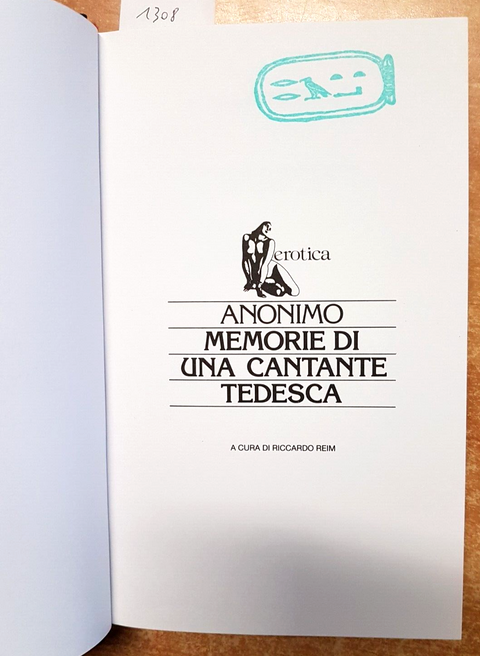 1308
erotica
ANONIMO
MEMORIE DI
UNA CANTANTE
TEDESCA
A CURA DI RICCARDO REIM